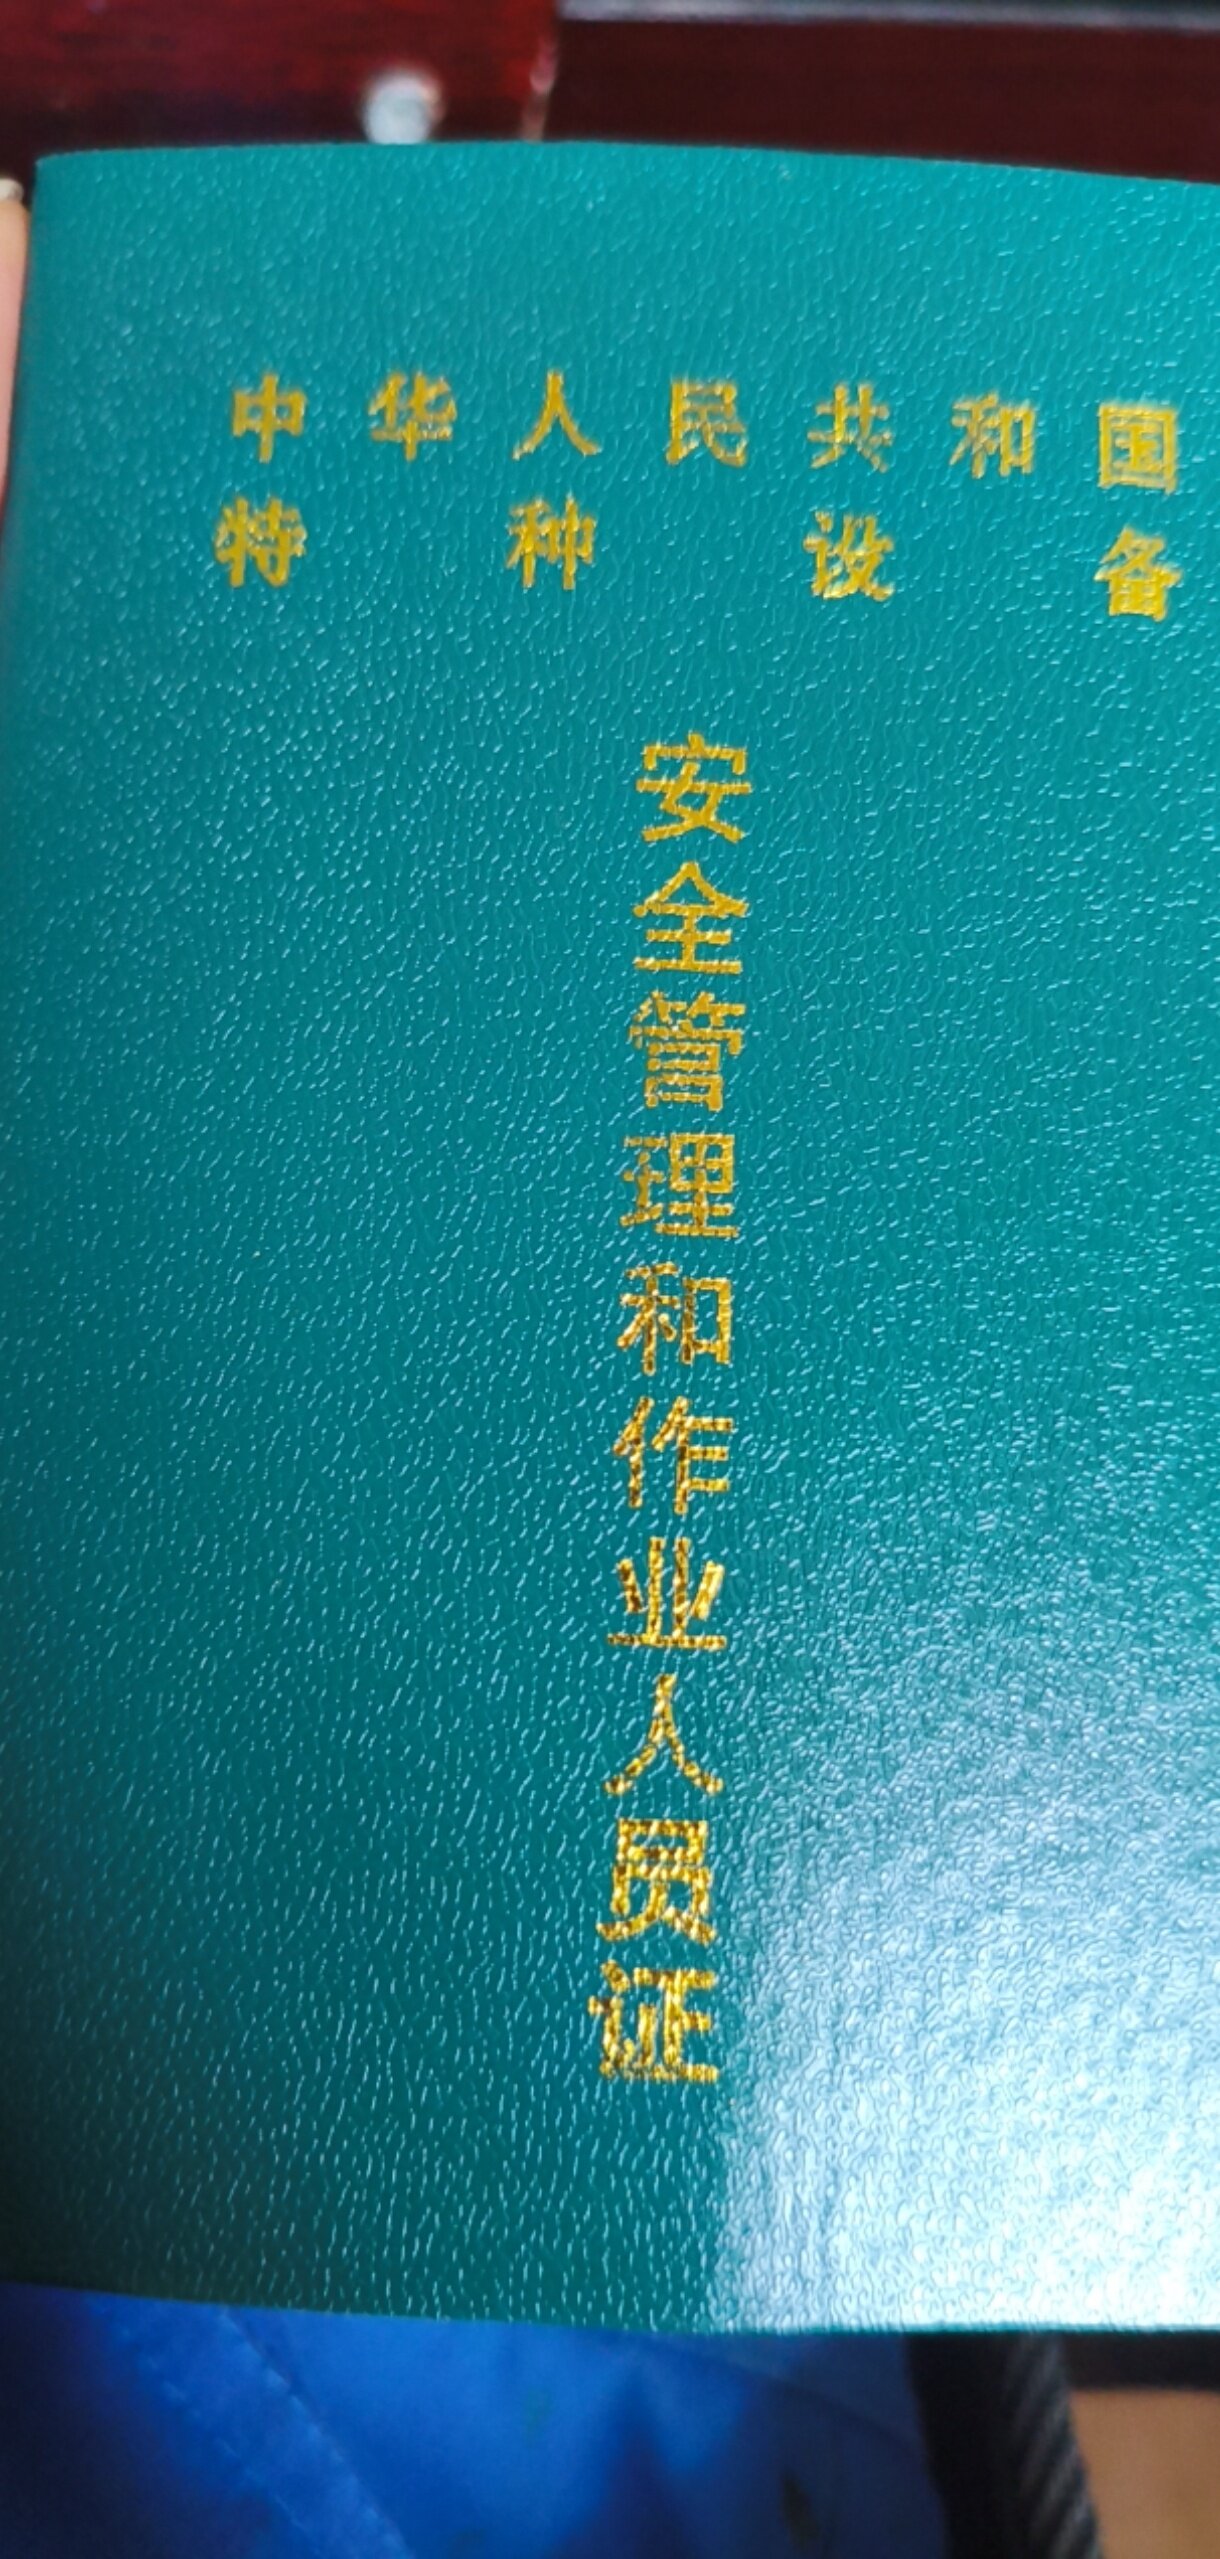 中华人民共和国
特种设备
安全管理和作业人员证